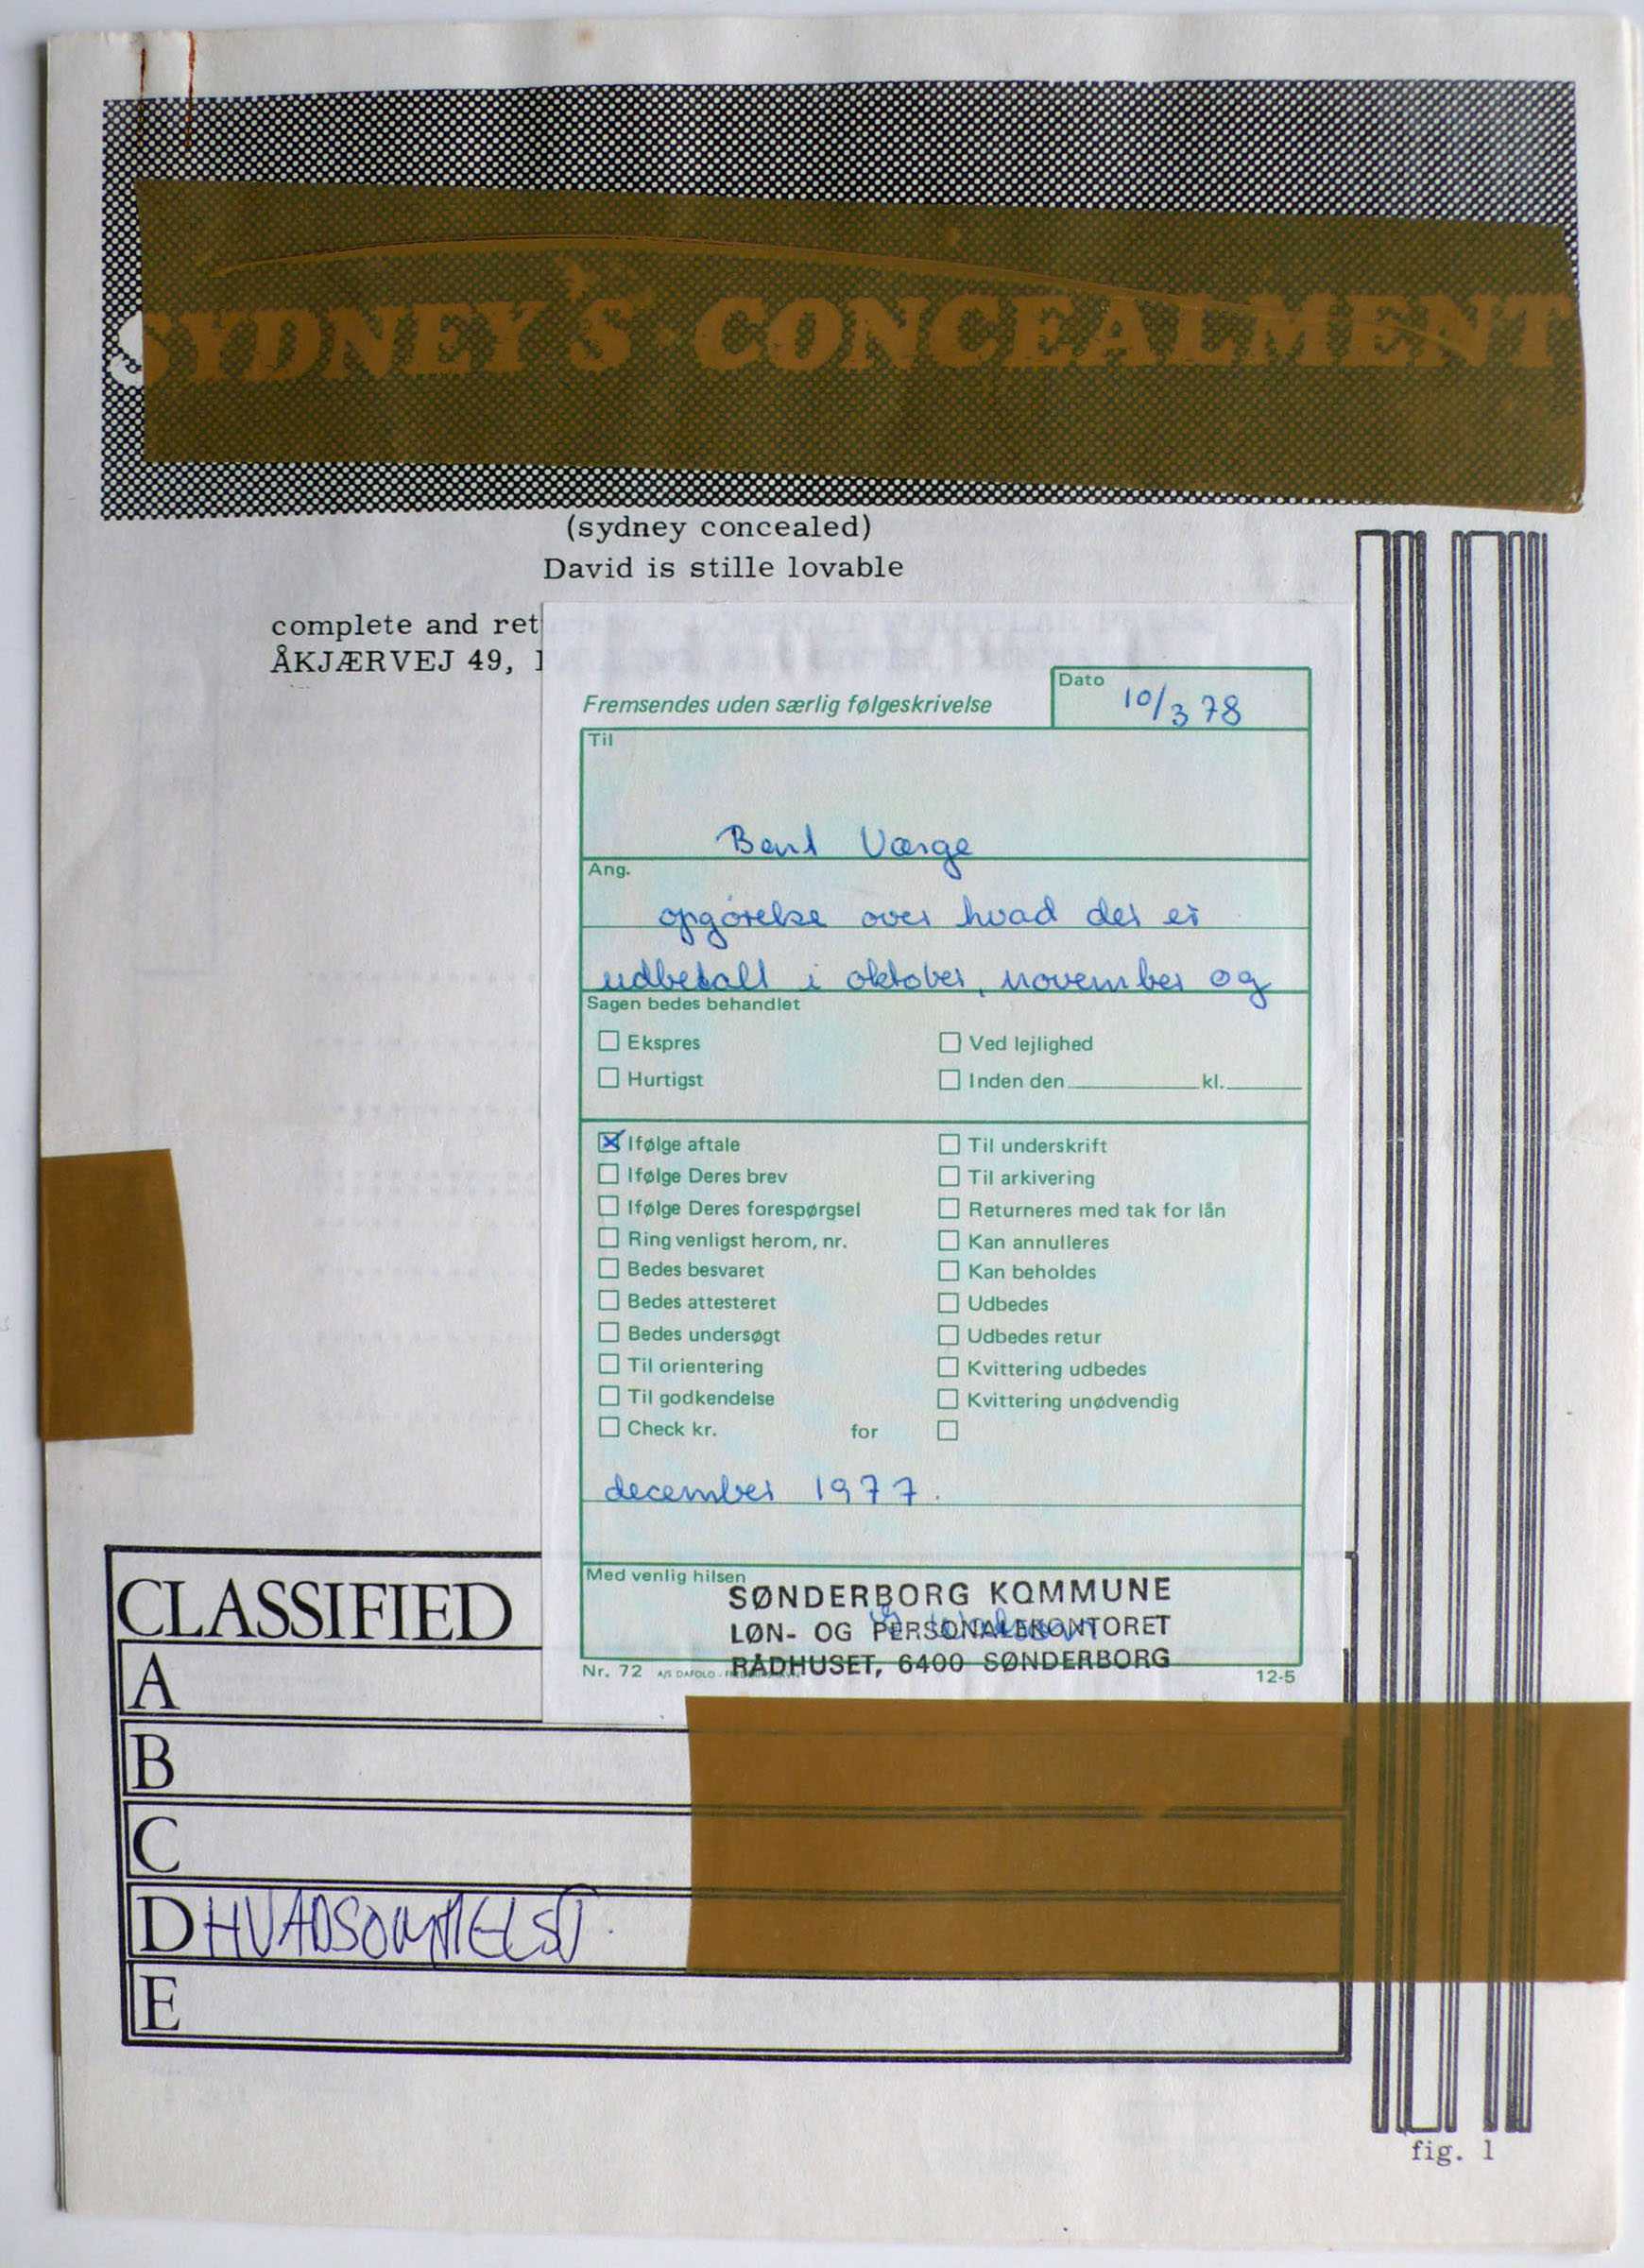 SYDNEY'S CONCEALMENT
(sydney concealed)
David is stille lovable
complete and ret
ÅKJÆRVEJ 49,
Fremsendes uden særlig følgeskrivelse
Dato
10/3 78
Til
Bent Værge
Ang.
opgørelse over hvad der er
udbetalt i oktober, november og
Sagen bedes behandlet
Ekspres
Ved lejlighed
Hurtigst
Inden den kl.
Ifølge aftale
Til underskrift
Ifølge Deres brev
Til arkivering
Ifølge Deres forespørgsel
Returneres med tak for lån
Ring venligst herom, nr.
Kan annulleres
Bedes besvaret
Kan beholdes
Bedes attesteret
Udbedes
Bedes undersøgt
Udbedes retur
Til orientering
Kvittering udbedes
Til godkendelse
Kvittering unødvendig
Check kr. for
december 1977.
Med venlig hilsen
SØNDERBORG KOMMUNE
LØN- OG PERSONALEKONTORET
RÅDHUSET, 6400 SØNDERBORG
Nr. 72 A/S DAFOLO
12-5
CLASSIFIED
A
B
C
D HVADSOMHELST
E
fig. 1